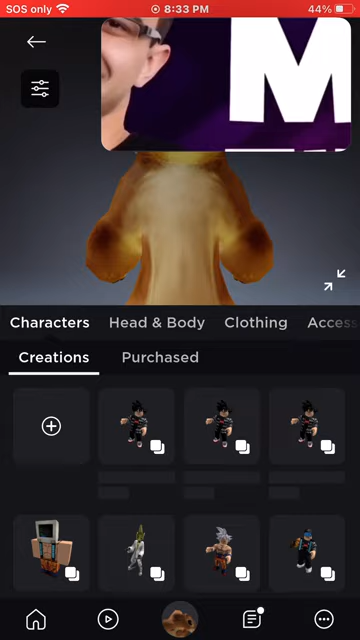 SOS only 8:33 PM 44%
M
Characters Head & Body Clothing Access
Creations Purchased